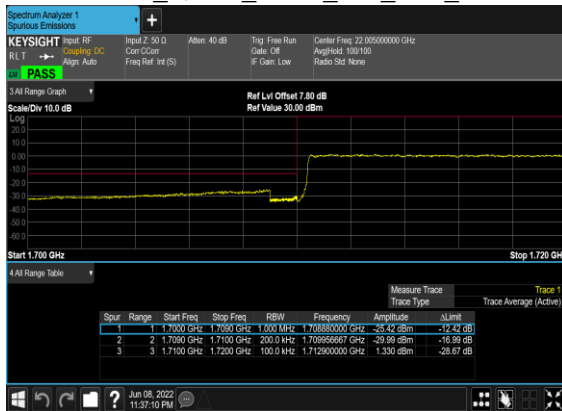 Spectrum Analyzer 1
Spurious Emissions
KEYSIGHT Input: RF Input Z: 50 Ω Atten: 40 dB Trig: Free Run Center Freq: 22.005000000 GHz
RLT Coupling: DC Corr CCorr Gate: Off Avg|Hold: 100/100
Align: Auto Freq Ref: Int (S) IF Gain: Low Radio Std: None
PASS
3 All Range Graph
Ref Lvl Offset 7.80 dB
Scale/Div 10.0 dB Ref Value 30.00 dBm
Log
20.0
10.0
0.00
-10.0
-20.0
-30.0
-40.0
-50.0
-60.0
Start 1.700 GHz Stop 1.720 GH
4 All Range Table
Measure Trace Trace 1
Trace Type Trace Average (Active)
Spur Range Start Freq Stop Freq RBW Frequency Amplitude ΔLimit
1 1 1.7000 GHz 1.7090 GHz 1.000 MHz 1.708880000 GHz -25.42 dBm -12.42 dB
2 2 1.7090 GHz 1.7100 GHz 200.0 kHz 1.709956667 GHz -29.99 dBm -16.99 dB
3 3 1.7100 GHz 1.7200 GHz 100.0 kHz 1.712900000 GHz 1.330 dBm -28.67 dB
? Jun 08, 2022
11:37:10 PM